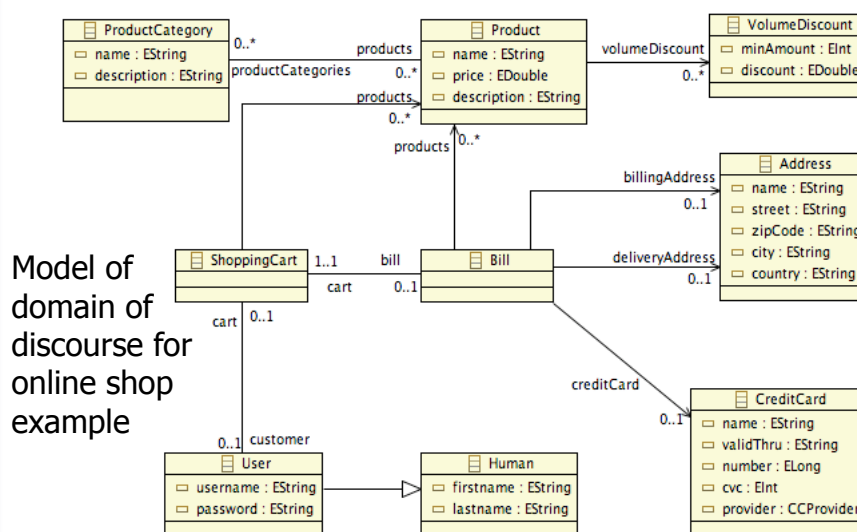 ProductCategory
name : EString
description : EString
0..*
productCategories
products
0..*
Product
name : EString
price : EDouble
description : EString
volumeDiscount
0..*
VolumeDiscount
minAmount : EInt
discount : EDouble
products
0..*
products
0..*
billingAddress
0..1
deliveryAddress
0..1
Address
name : EString
street : EString
zipCode : EString
city : EString
country : EString
Model of
domain of
discourse for
online shop
example
ShoppingCart
1..1
cart
bill
0..1
Bill
cart
0..1
0..1
customer
creditCard
0..1
CreditCard
name : EString
validThru : EString
number : ELong
cvc : EInt
provider : CCProvider
User
username : EString
password : EString
Human
firstname : EString
lastname : EString